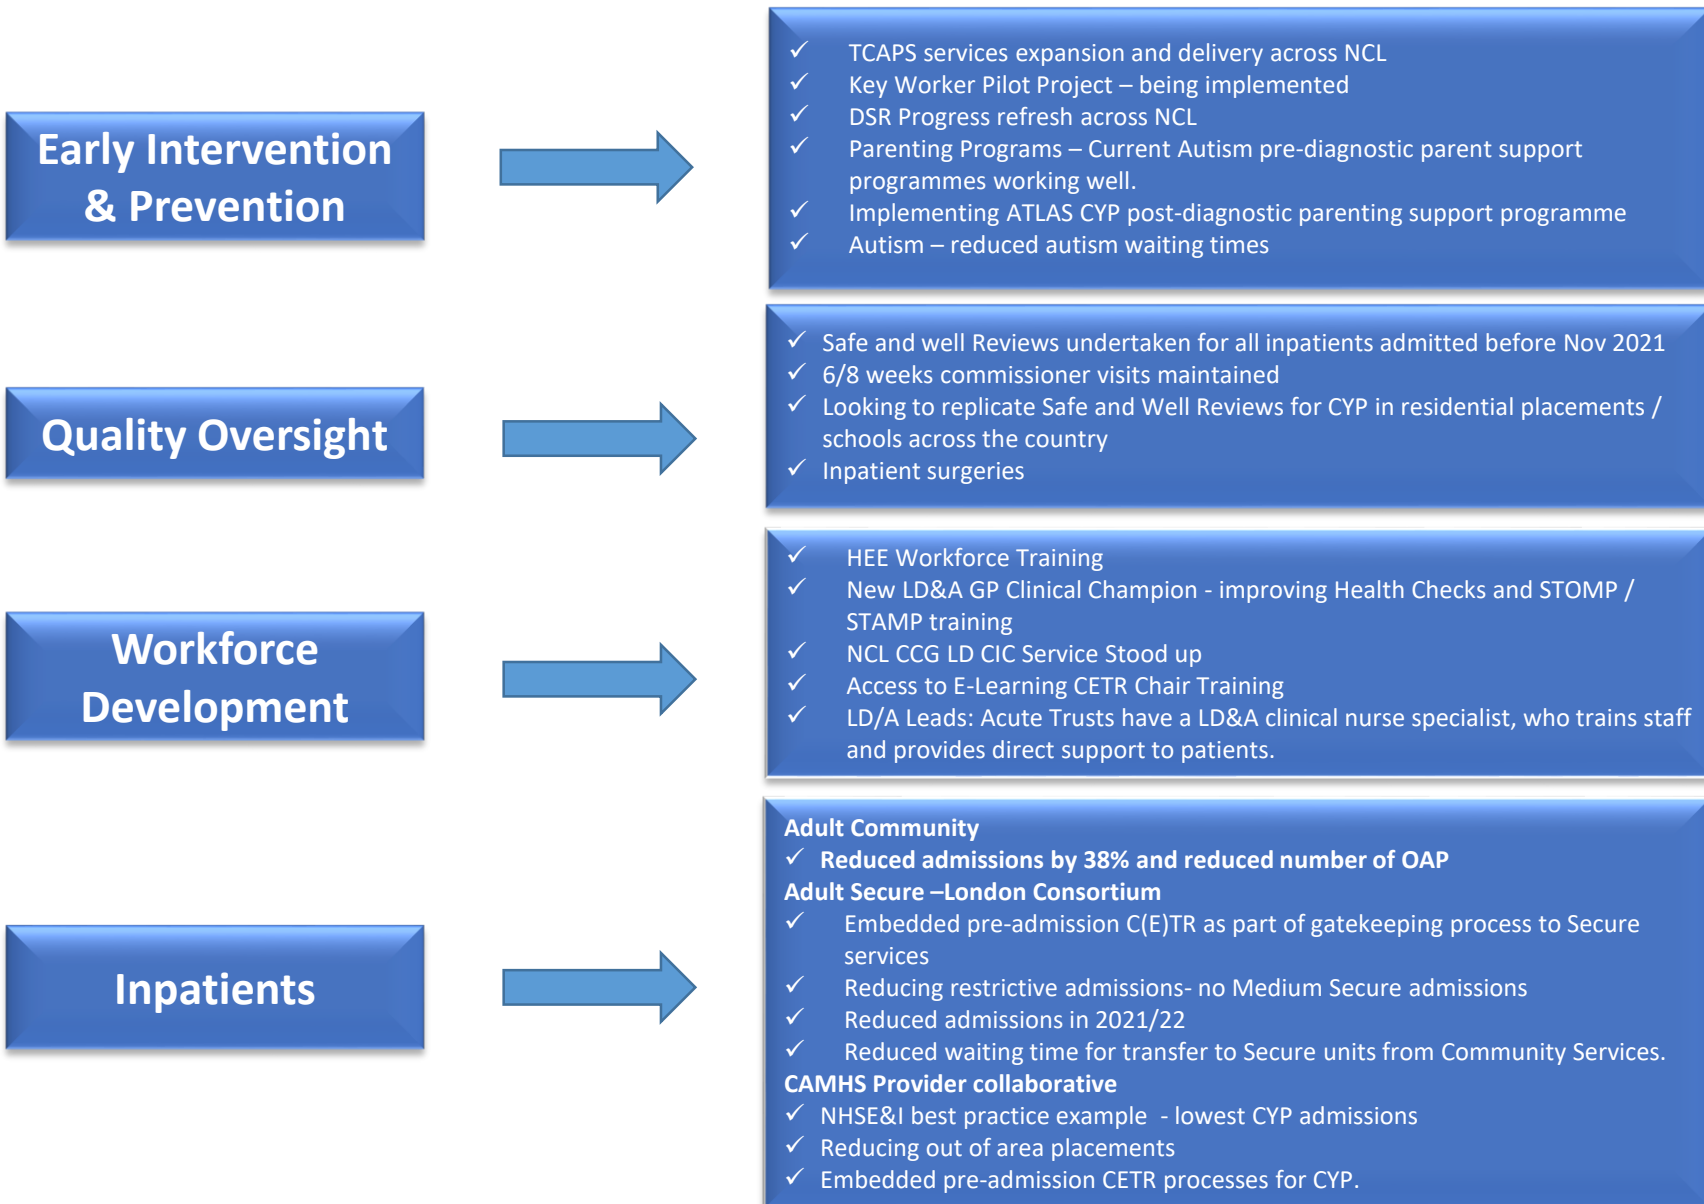 Early Intervention
& Prevention
✓ TCAPS services expansion and delivery across NCL
✓ Key Worker Pilot Project – being implemented
✓ DSR Progress refresh across NCL
✓ Parenting Programs – Current Autism pre-diagnostic parent support
programmes working well.
✓ Implementing ATLAS CYP post-diagnostic parenting support programme
✓ Autism – reduced autism waiting times
Quality Oversight
✓ Safe and well Reviews undertaken for all inpatients admitted before Nov 2021
✓ 6/8 weeks commissioner visits maintained
✓ Looking to replicate Safe and Well Reviews for CYP in residential placements /
schools across the country
✓ Inpatient surgeries
Workforce
Development
✓ HEE Workforce Training
✓ New LD&A GP Clinical Champion - improving Health Checks and STOMP /
STAMP training
✓ NCL CCG LD CIC Service Stood up
✓ Access to E-Learning CETR Chair Training
✓ LD/A Leads: Acute Trusts have a LD&A clinical nurse specialist, who trains staff
and provides direct support to patients.
Inpatients
Adult Community
✓ Reduced admissions by 38% and reduced number of OAP
Adult Secure –London Consortium
✓ Embedded pre-admission C(E)TR as part of gatekeeping process to Secure
services
✓ Reducing restrictive admissions- no Medium Secure admissions
✓ Reduced admissions in 2021/22
✓ Reduced waiting time for transfer to Secure units from Community Services.
CAMHS Provider collaborative
✓ NHSE&I best practice example - lowest CYP admissions
✓ Reducing out of area placements
✓ Embedded pre-admission CETR processes for CYP.